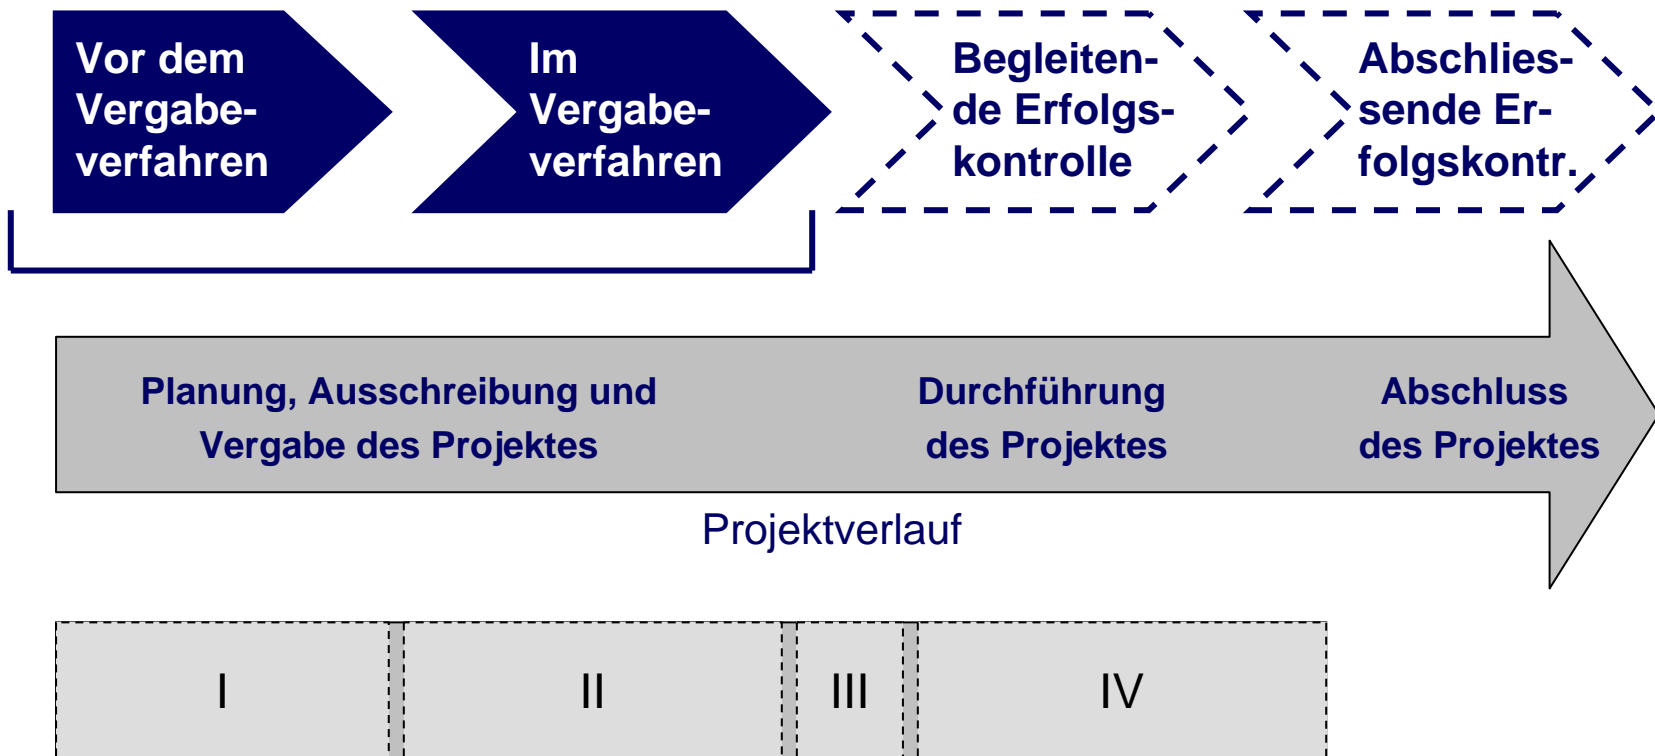 Vor dem
Vergabe-
verfahren
Im
Vergabe-
verfahren
Begleiten-
de Erfolgs-
kontrolle
Abschlies-
sende Er-
folgskontr.
Planung, Ausschreibung und
Vergabe des Projektes
Durchführung
des Projektes
Abschluss
des Projektes
Projektverlauf
I
II
III
IV